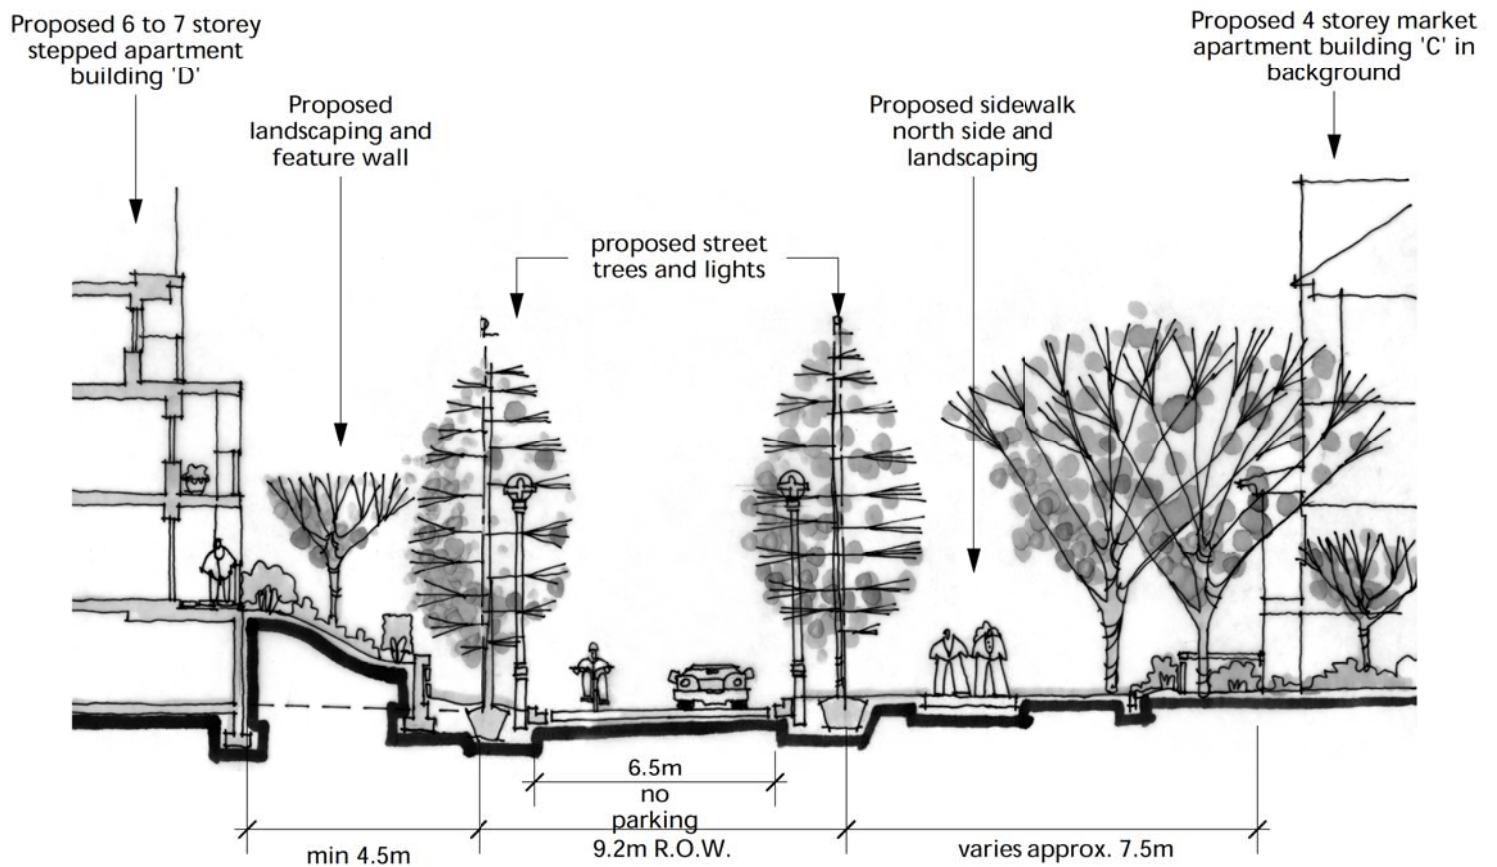 Proposed 6 to 7 storey
stepped apartment
building 'D'
Proposed
landscaping and
feature wall
proposed street
trees and lights
Proposed sidewalk
north side and
landscaping
Proposed 4 storey market
apartment building 'C' in
background
6.5m
no
parking
min 4.5m
9.2m R.O.W.
varies approx. 7.5m